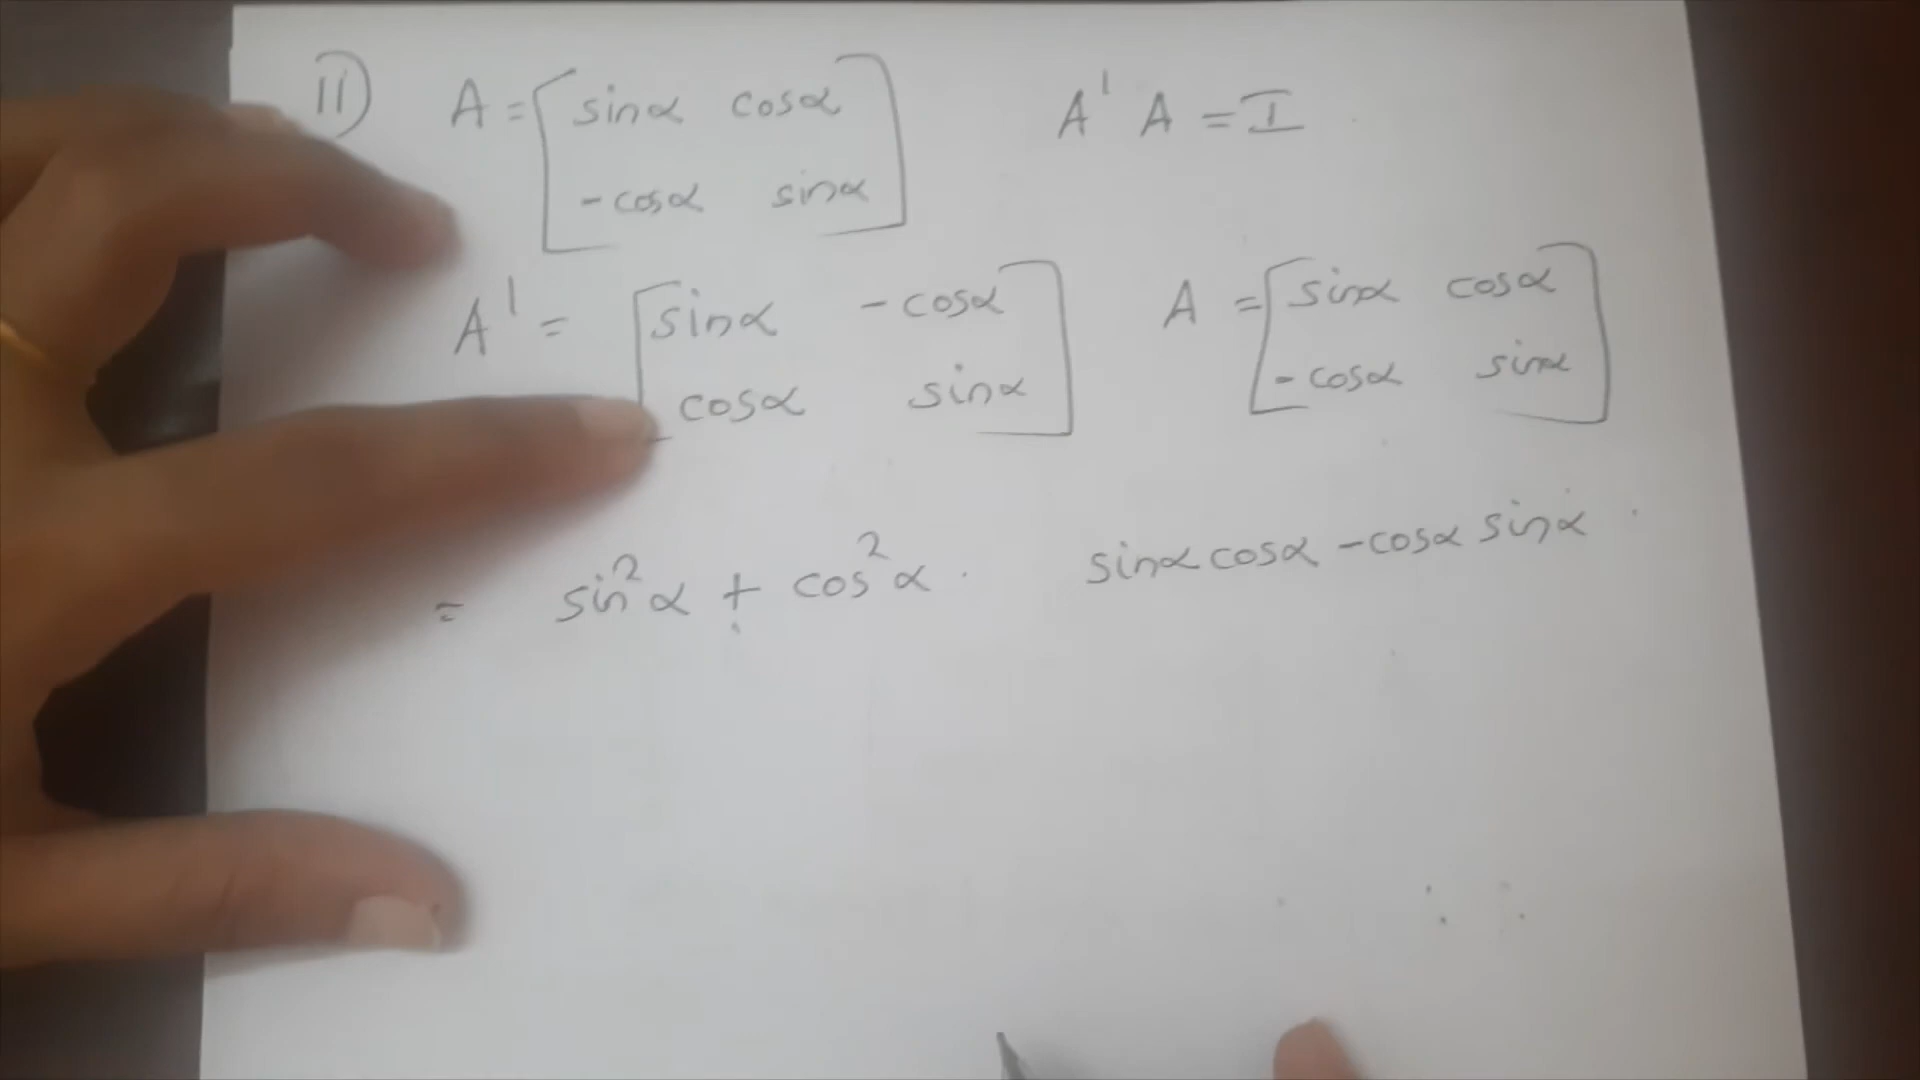 11) A = [ sinα cosα A' A = I
-cosα sinα ]
A' = [ sinα -cosα A = [ sinα cosα
cosα sinα ] -cosα sinα ]
= sin²α + cos²α . sinα cosα - cosα sinα